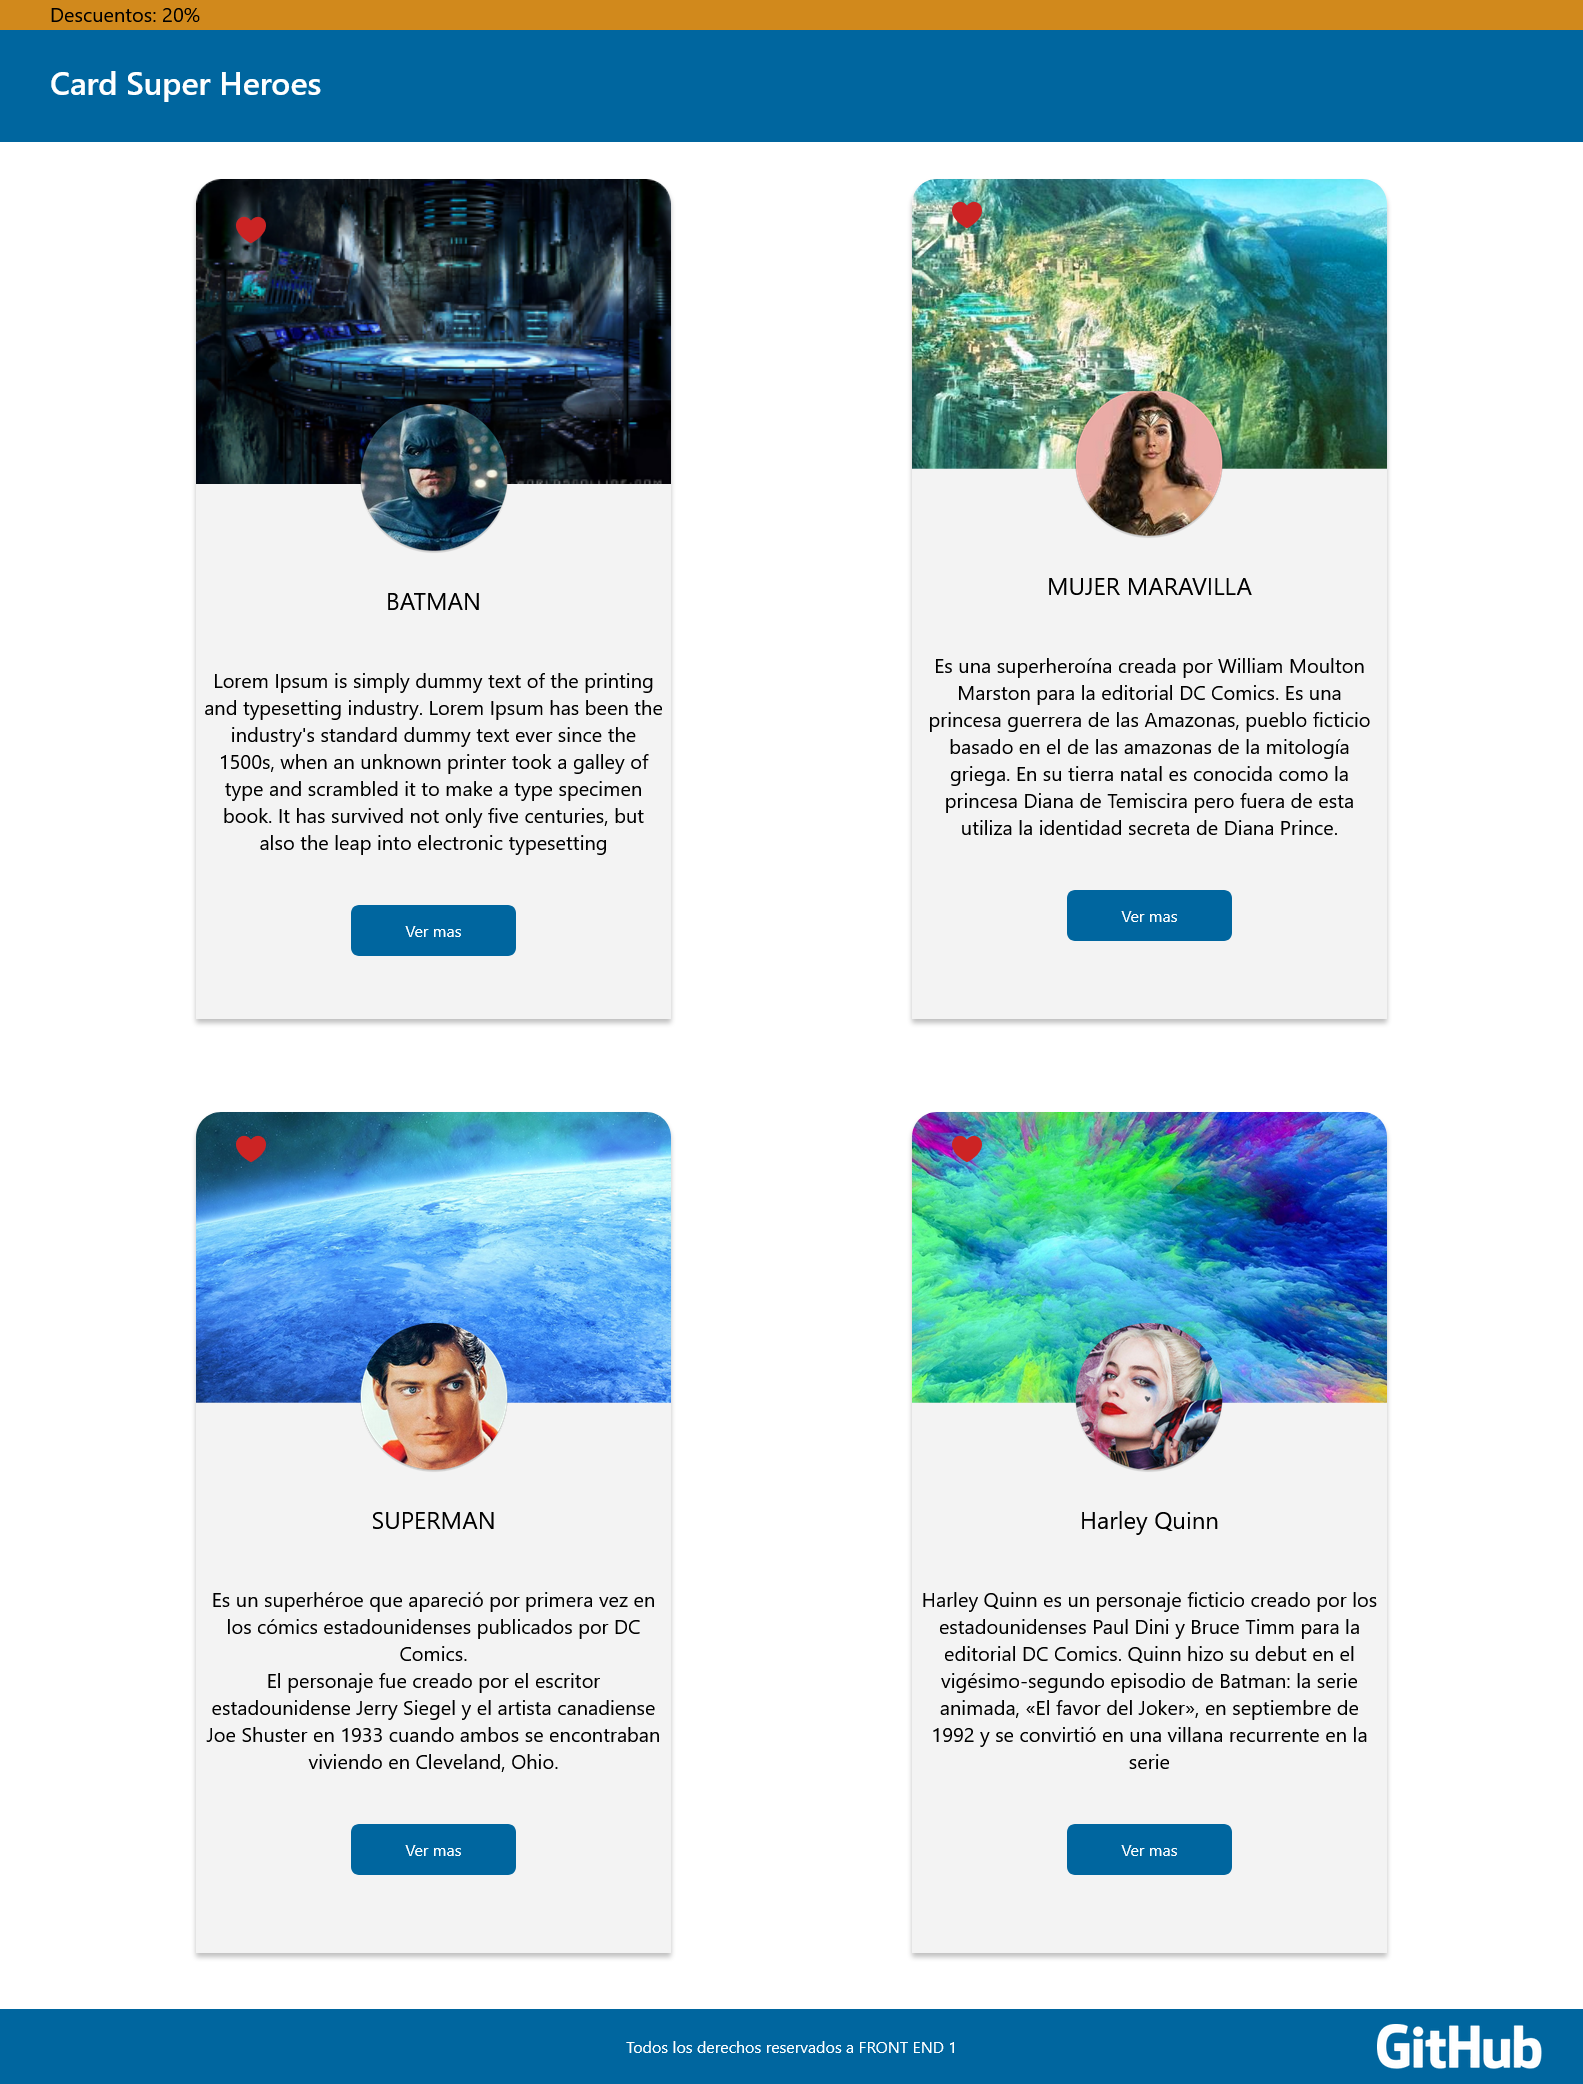 Descuentos: 20%
Card Super Heroes
BATMAN
Lorem Ipsum is simply dummy text of the printing
and typesetting industry. Lorem Ipsum has been the
industry's standard dummy text ever since the
1500s, when an unknown printer took a galley of
type and scrambled it to make a type specimen
book. It has survived not only five centuries, but
also the leap into electronic typesetting
Ver mas
MUJER MARAVILLA
Es una superheroína creada por William Moulton
Marston para la editorial DC Comics. Es una
princesa guerrera de las Amazonas, pueblo ficticio
basado en el de las amazonas de la mitología
griega. En su tierra natal es conocida como la
princesa Diana de Temiscira pero fuera de esta
utiliza la identidad secreta de Diana Prince.
Ver mas
SUPERMAN
Es un superhéroe que apareció por primera vez en
los cómics estadounidenses publicados por DC
Comics.
El personaje fue creado por el escritor
estadounidense Jerry Siegel y el artista canadiense
Joe Shuster en 1933 cuando ambos se encontraban
viviendo en Cleveland, Ohio.
Ver mas
Harley Quinn
Harley Quinn es un personaje ficticio creado por los
estadounidenses Paul Dini y Bruce Timm para la
editorial DC Comics. Quinn hizo su debut en el
vigésimo-segundo episodio de Batman: la serie
animada, «El favor del Joker», en septiembre de
1992 y se convirtió en una villana recurrente en la
serie
Ver mas
Todos los derechos reservados a FRONT END 1
GitHub